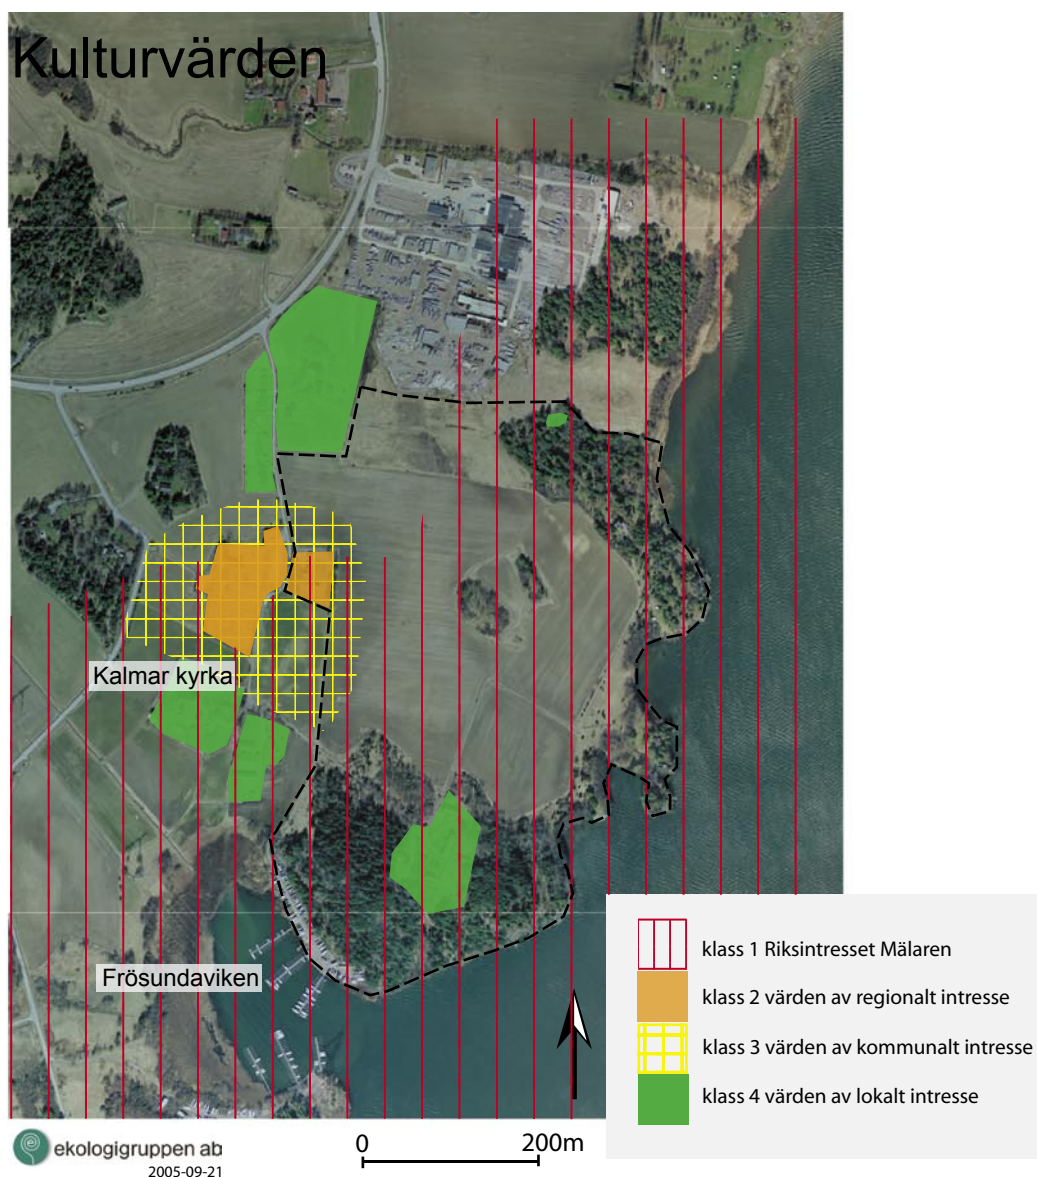 Kulturvärden
Kalmar kyrka
Frösundaviken
klass 1 Riksintresset Mälaren
klass 2 värden av regionalt intresse
klass 3 värden av kommunalt intresse
klass 4 värden av lokalt intresse
ekologigruppen ab
2005-09-21
0 200m